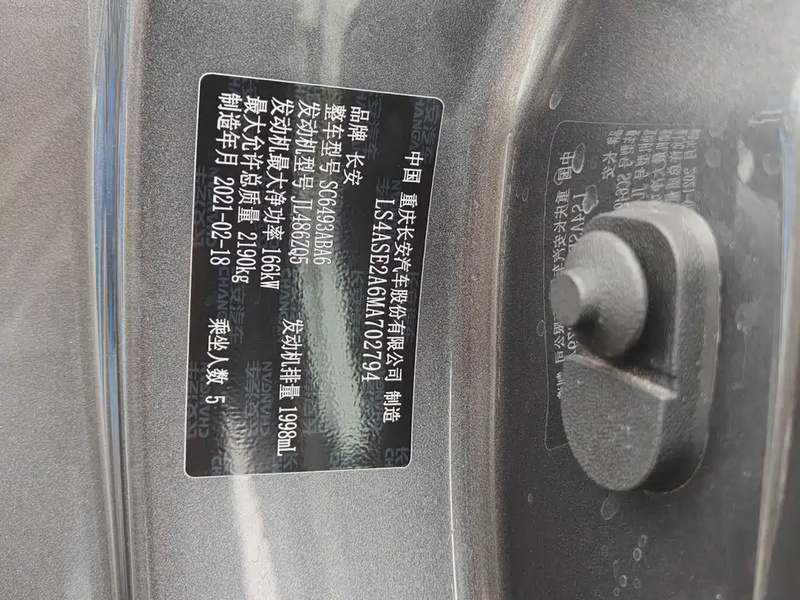 中国 重庆长安汽车股份有限公司 制造
LS4ASE2A6MA702794
品牌 长安
整车型号 SC6493ABA6
发动机型号 JL486ZQ5
发动机最大净功率 166kW 发动机排量 1998mL
最大允许总质量 2190kg
制造年月 2021-02-18 乘坐人数 5